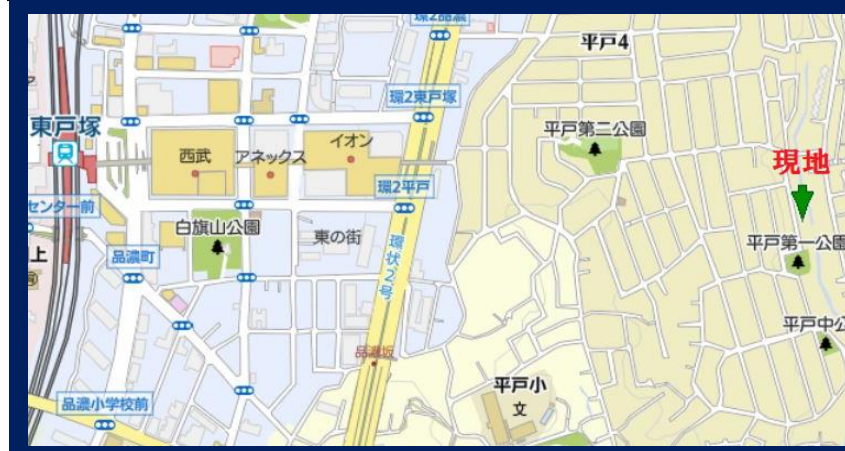 環2品濃
平戸4
環2東戸塚
東戸塚
平戸第二公園
イオン
西武
アネックス
現地
環2平戸
センター前
白旗山公園
東の街
環状2号
平戸第一公園
上
品濃町
平戸中公
品濃坂
平戸小
文
品濃小学校前